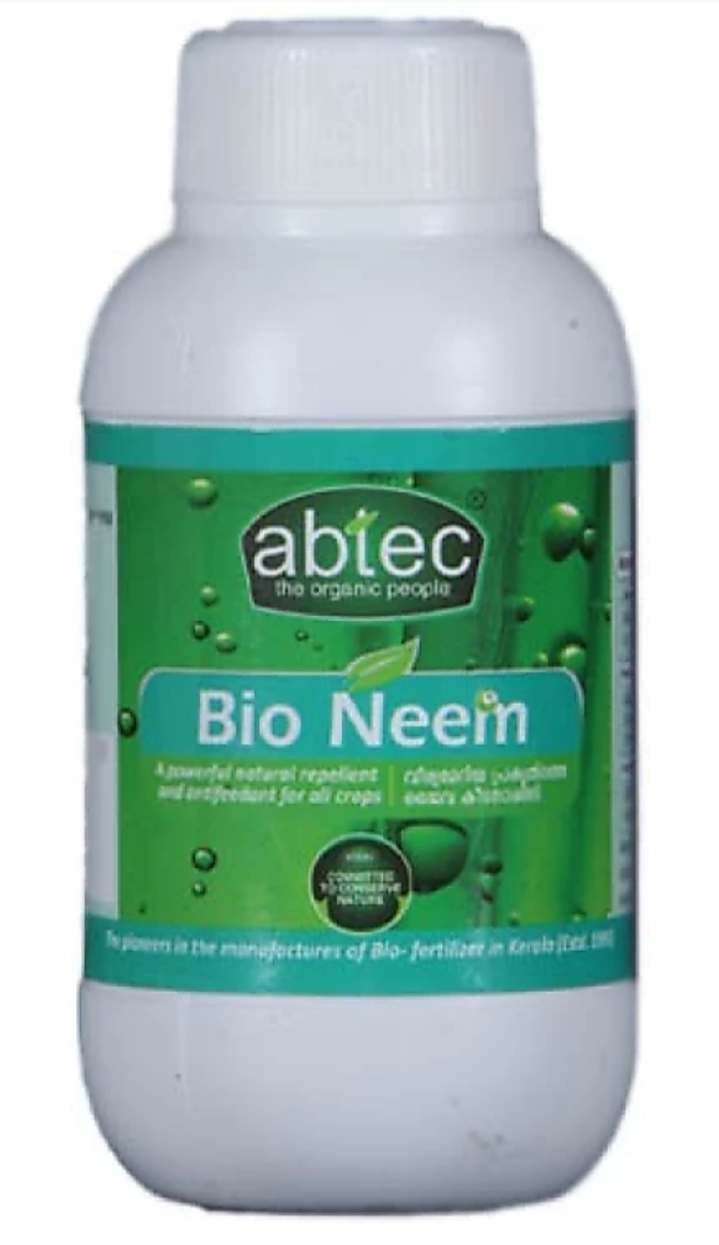 abtec
the organic people
Bio Neem
A powerful natural repellent
and antifeedant for all crops
COMMITTED
TO CONSERVE
NATURE
The pioneers in the manufactures of Bio- fertilizer in Kerala (Estd.